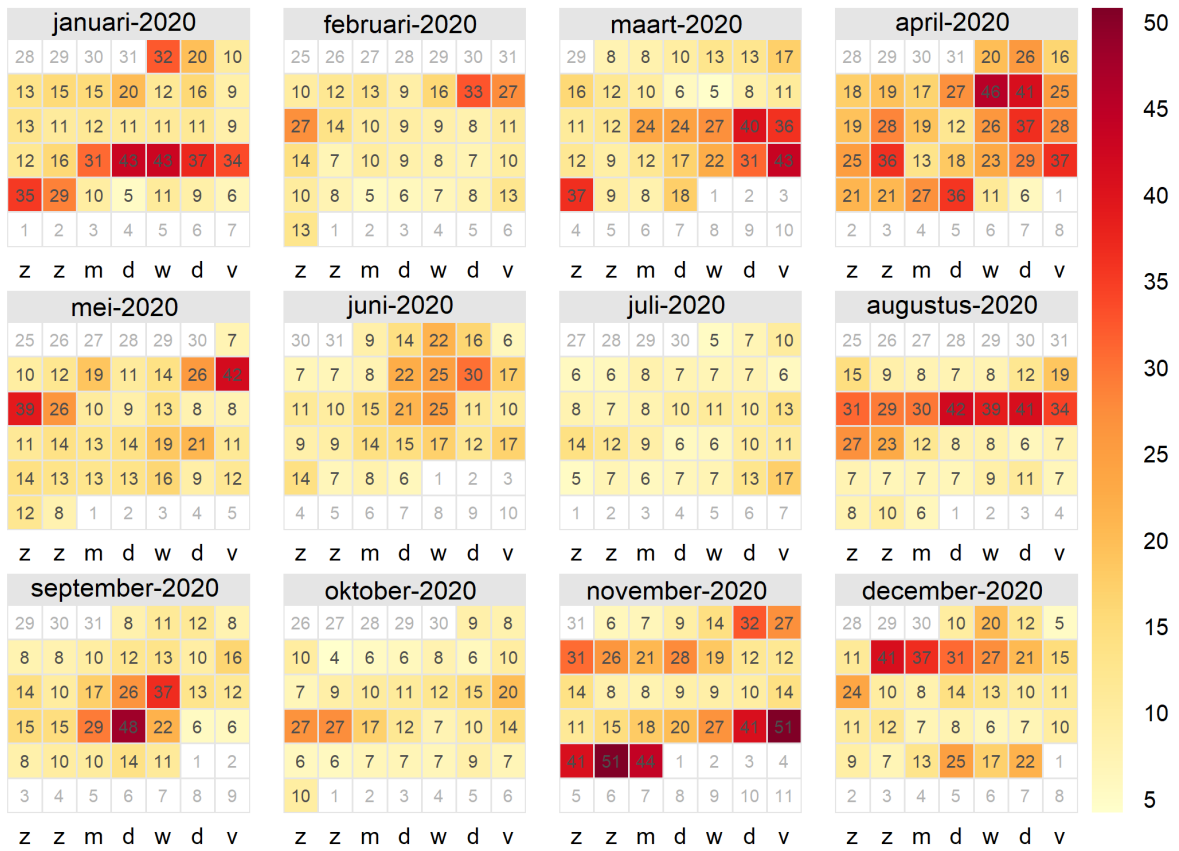 januari-2020
28 29 30 31 32 20 10
13 15 15 20 12 16 9
13 11 12 11 11 11 9
12 16 31 43 43 37 34
35 29 10 5 11 9 6
1 2 3 4 5 6 7
z z m d w d v
februari-2020
25 26 27 28 29 30 31
10 12 13 9 16 33 27
27 14 10 9 9 8 11
14 7 10 9 8 7 10
10 8 5 6 7 8 13
13 1 2 3 4 5 6
z z m d w d v
maart-2020
29 8 8 10 13 13 17
16 12 10 6 5 8 11
11 12 24 24 27 40 36
12 9 12 17 22 31 43
37 9 8 18 1 2 3
4 5 6 7 8 9 10
z z m d w d v
april-2020
28 29 30 31 20 26 16
18 19 17 27 46 41 25
19 28 19 12 26 37 28
25 36 13 18 23 29 37
21 21 27 36 11 6 1
2 3 4 5 6 7 8
z z m d w d v
50
45
40
35
30
25
20
15
10
5
mei-2020
25 26 27 28 29 30 7
10 12 19 11 14 26 42
39 26 10 9 13 8 8
11 14 13 14 19 21 11
14 13 13 13 16 9 12
12 8 1 2 3 4 5
z z m d w d v
juni-2020
30 31 9 14 22 16 6
7 7 8 22 25 30 17
11 10 15 21 25 11 10
9 9 14 15 17 12 17
14 7 8 6 1 2 3
4 5 6 7 8 9 10
z z m d w d v
juli-2020
27 28 29 30 5 7 10
6 6 8 7 7 7 6
8 7 8 10 11 10 13
14 12 9 6 6 10 11
5 7 6 7 7 13 17
1 2 3 4 5 6 7
z z m d w d v
augustus-2020
25 26 27 28 29 30 31
15 9 8 7 8 12 19
31 29 30 42 39 41 34
27 23 12 8 8 6 7
7 7 7 7 9 11 7
8 10 6 1 2 3 4
z z m d w d v
september-2020
29 30 31 8 11 12 8
8 8 10 12 13 10 16
14 10 17 26 37 13 12
15 15 29 48 22 6 6
8 10 10 14 11 1 2
3 4 5 6 7 8 9
z z m d w d v
oktober-2020
26 27 28 29 30 9 8
10 4 6 6 8 6 10
7 9 10 11 12 15 20
27 27 17 12 7 10 14
6 6 7 7 7 9 7
10 1 2 3 4 5 6
z z m d w d v
november-2020
31 6 7 9 14 32 27
31 26 21 28 19 12 12
14 8 8 9 9 10 14
11 15 18 20 27 41 51
41 51 44 1 2 3 4
5 6 7 8 9 10 11
z z m d w d v
december-2020
28 29 30 10 20 12 5
11 41 37 31 27 21 15
24 10 8 14 13 10 11
11 12 7 8 6 7 10
9 7 13 25 17 22 1
2 3 4 5 6 7 8
z z m d w d v